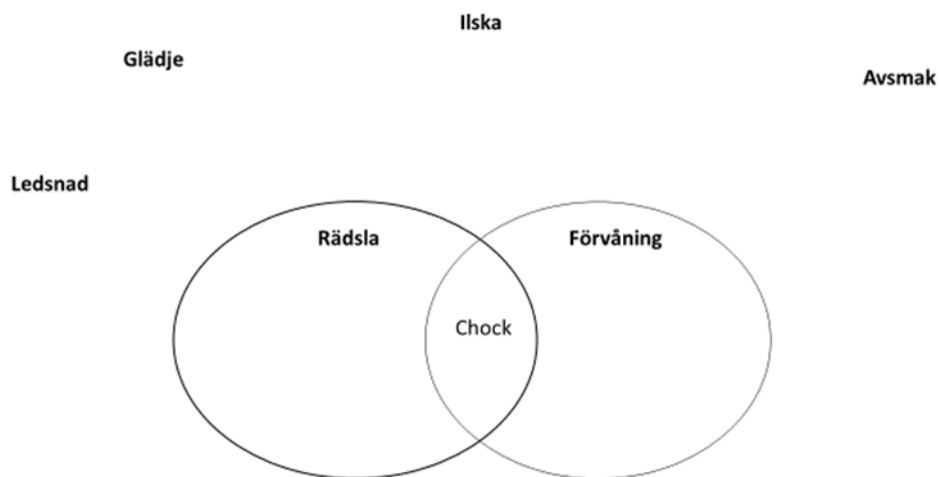 Ilska
Glädje
Avsmak
Ledsnad
Rädsla
Förvåning
Chock